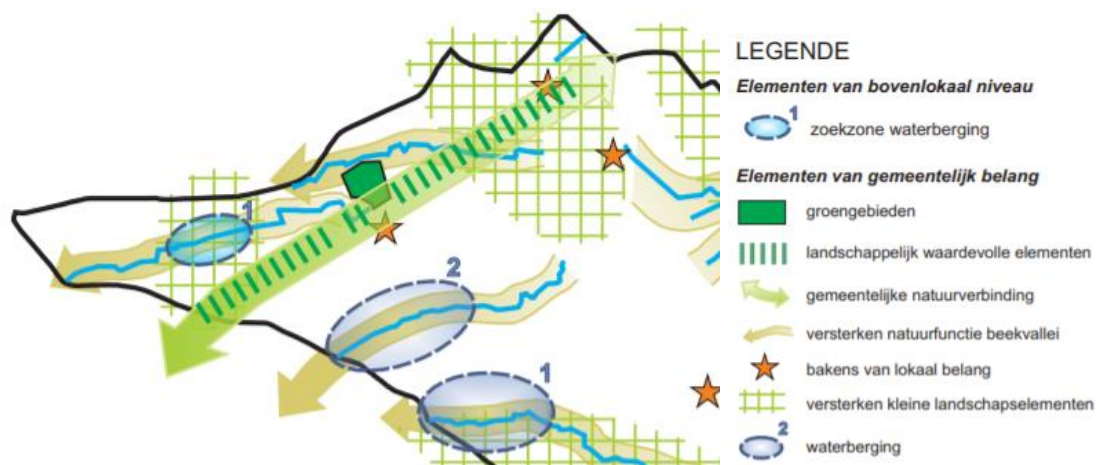 1
2
1
LEGENDE
Elementen van bovenlokaal niveau
1
zoekzone waterberging
Elementen van gemeentelijk belang
groengebieden
landschappelijk waardevolle elementen
gemeentelijke natuurverbinding
versterken natuurfunctie beekvallei
bakens van lokaal belang
versterken kleine landschapselementen
2
waterberging